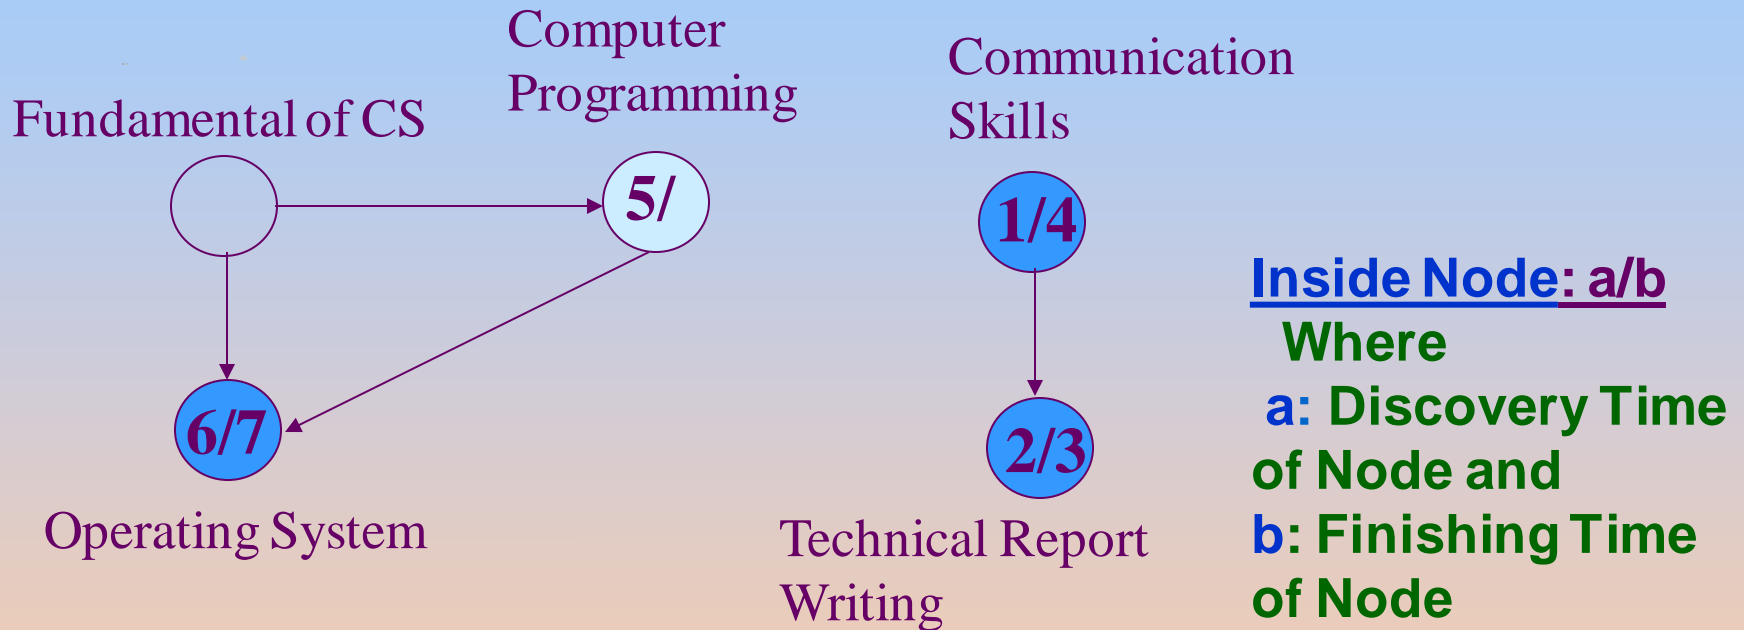 Computer
Programming
Communication
Skills
Fundamental of CS
5/
1/4
Inside Node: a/b
Where
a: Discovery Time
of Node and
b: Finishing Time
of Node
6/7
2/3
Operating System
Technical Report
Writing